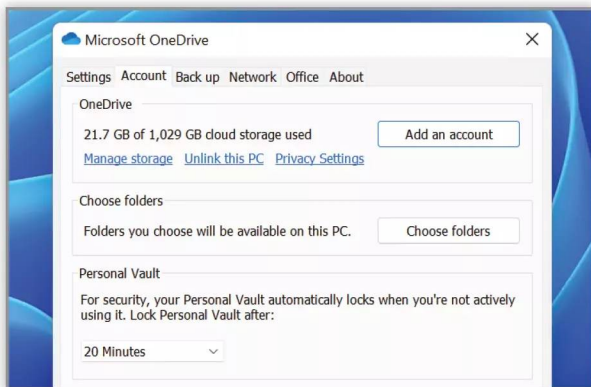 Microsoft OneDrive
Settings Account Back up Network Office About
OneDrive
21.7 GB of 1,029 GB cloud storage used
Add an account
Manage storage Unlink this PC Privacy Settings
Choose folders
Folders you choose will be available on this PC.
Choose folders
Personal Vault
For security, your Personal Vault automatically locks when you're not actively
using it. Lock Personal Vault after:
20 Minutes